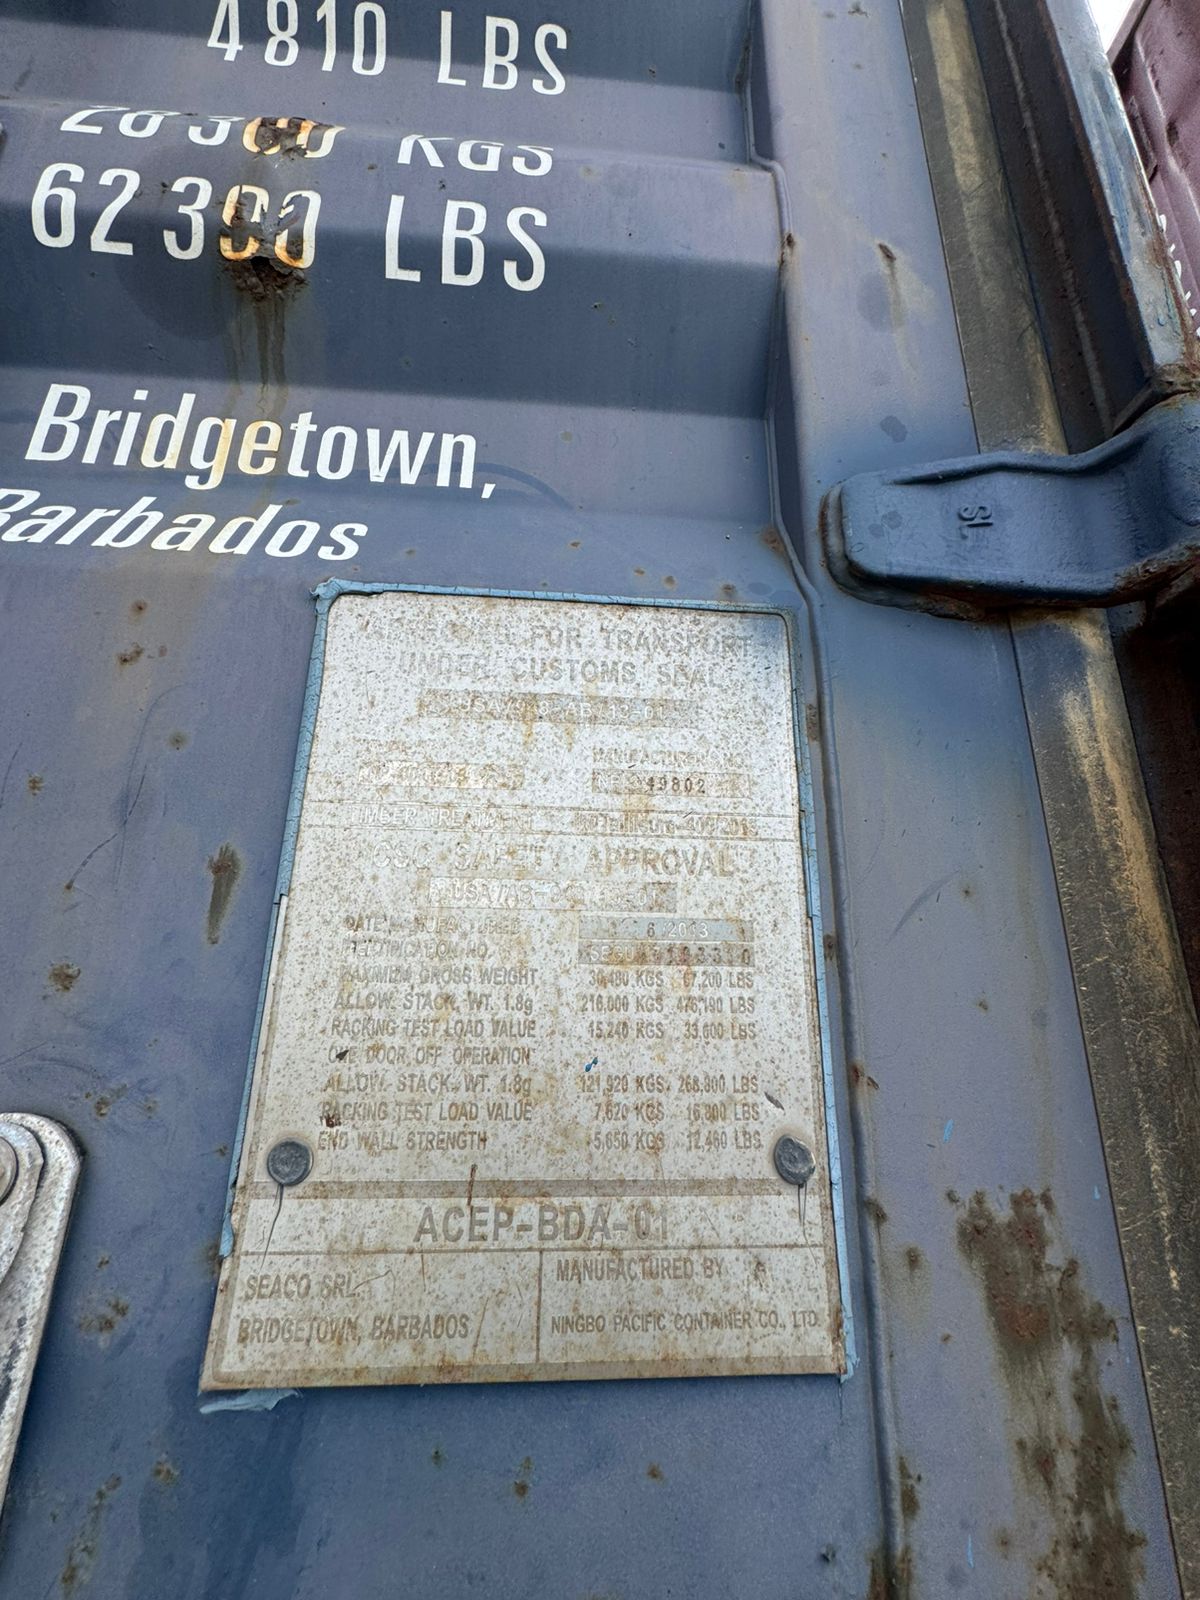 4810 LBS
28300 KGS
62390 LBS
Bridgetown,
Barbados
APPROVED FOR TRANSPORT
UNDER CUSTOMS SEAL
MANUFACTURER'S NO.
49802
TIMBER TREATMENT
CSC SAFETY APPROVAL
DATE MANUFACTURED 6/2013
IDENTIFICATION NO.
MAXIMUM GROSS WEIGHT 30,480 KGS 67,200 LBS
ALLOW. STACK. WT. 1.8g 216,000 KGS 476,190 LBS
RACKING TEST LOAD VALUE 15,240 KGS 33,600 LBS
ONE DOOR OFF OPERATION
ALLOW. STACK. WT. 1.8g 121,920 KGS 268,800 LBS
RACKING TEST LOAD VALUE 7,620 KGS 16,800 LBS
END WALL STRENGTH 5,650 KGS 12,460 LBS
ACEP-BDA-01
SEACO SRL.
BRIDGETOWN, BARBADOS
MANUFACTURED BY
NINGBO PACIFIC CONTAINER CO., LTD.